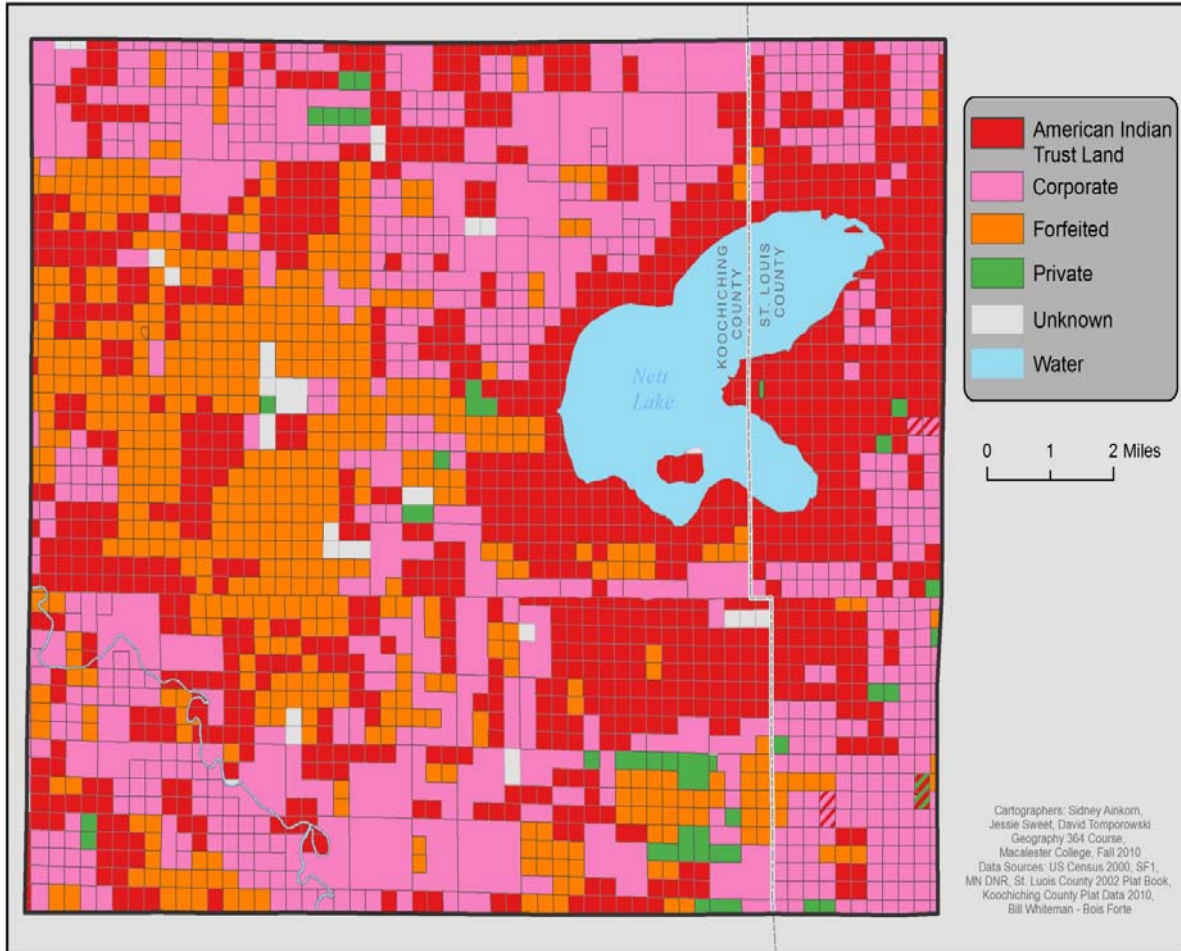 American Indian
Trust Land
Corporate
Forfeited
Private
Unknown
Water
KOOCHICHING
COUNTY
ST. LOUIS
COUNTY
Nett
Lake
0 1 2 Miles
Cartographers: Sidney Ainkorn,
Jessie Sweet, David Tomporowski
Geography 364 Course,
Macalester College, Fall 2010
Data Sources: US Census 2000, SF1,
MN DNR, St. Luois County 2002 Plat Book,
Koochiching County Plat Data 2010,
Bill Whiteman - Bois Forte